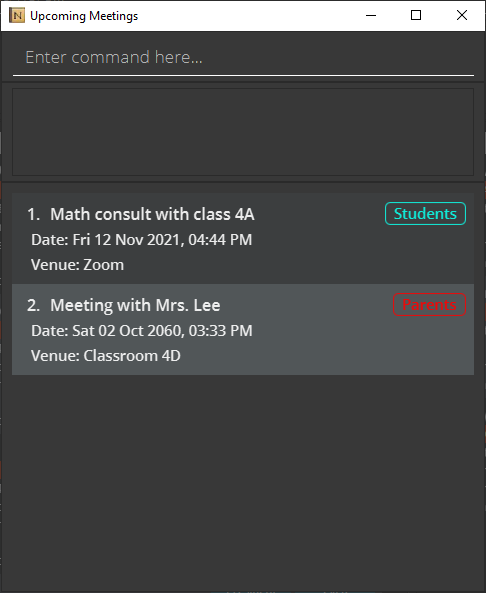 Upcoming Meetings
Enter command here...
1. Math consult with class 4A
Students
Date: Fri 12 Nov 2021, 04:44 PM
Venue: Zoom
2. Meeting with Mrs. Lee
Parents
Date: Sat 02 Oct 2060, 03:33 PM
Venue: Classroom 4D